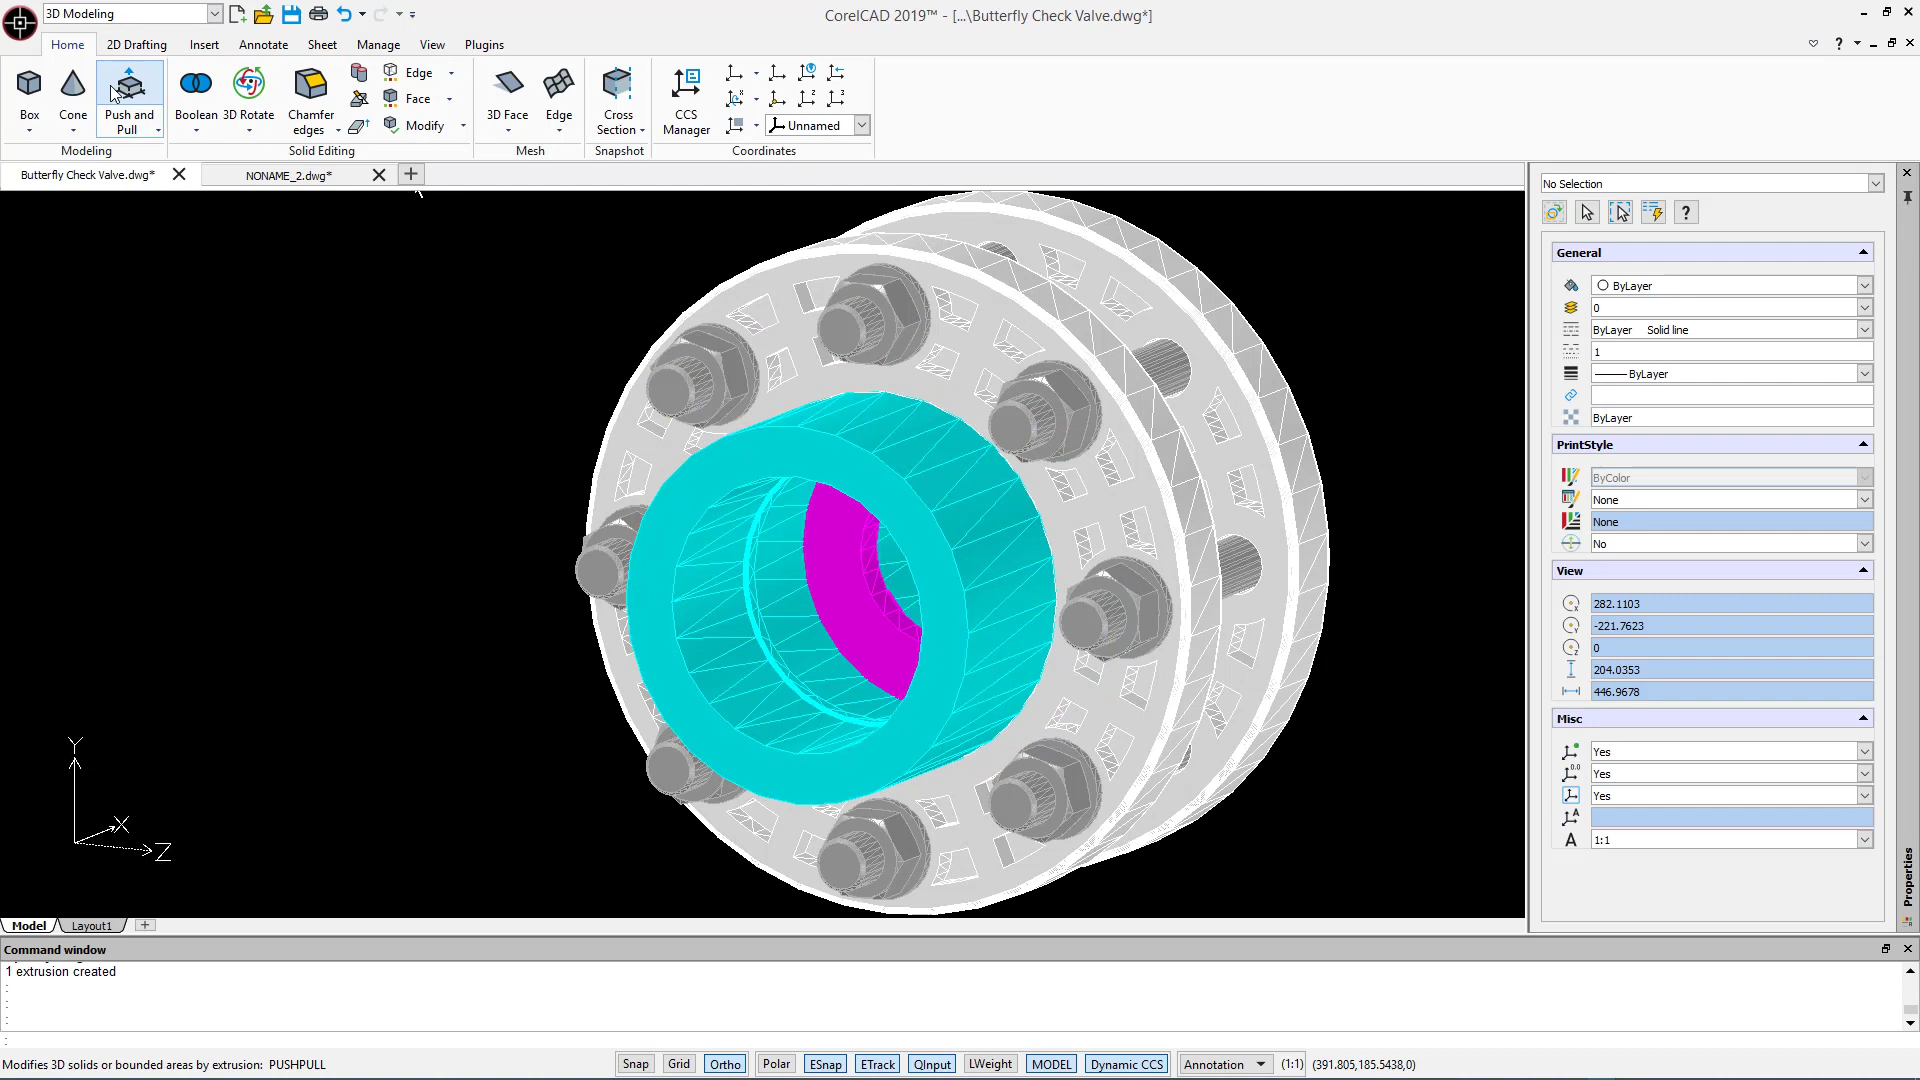 3D Modeling
CorelCAD 2019™ - [...\Butterfly Check Valve.dwg*]
Home 2D Drafting Insert Annotate Sheet Manage View Plugins
Box
Cone
Push and Pull
Boolean
3D Rotate
Chamfer edges
Edge
Face
Modify
3D Face
Edge
Cross Section
CCS Manager
Unnamed
Modeling
Solid Editing
Mesh
Snapshot
Coordinates
Butterfly Check Valve.dwg*
NONAME_2.dwg*
No Selection
General
ByLayer
0
ByLayer Solid line
1
ByLayer
ByLayer
PrintStyle
ByColor
None
None
No
View
282.1103
-221.7623
0
204.0353
446.9678
Misc
Yes
Yes
Yes
1:1
Properties
Y
X
Z
Model Layout1
Command window
1 extrusion created
:
:
:
:
Modifies 3D solids or bounded areas by extrusion: PUSHPULL
Snap Grid Ortho Polar ESnap ETrack QInput LWeight MODEL Dynamic CCS Annotation (1:1) (391.805,185.5438,0)